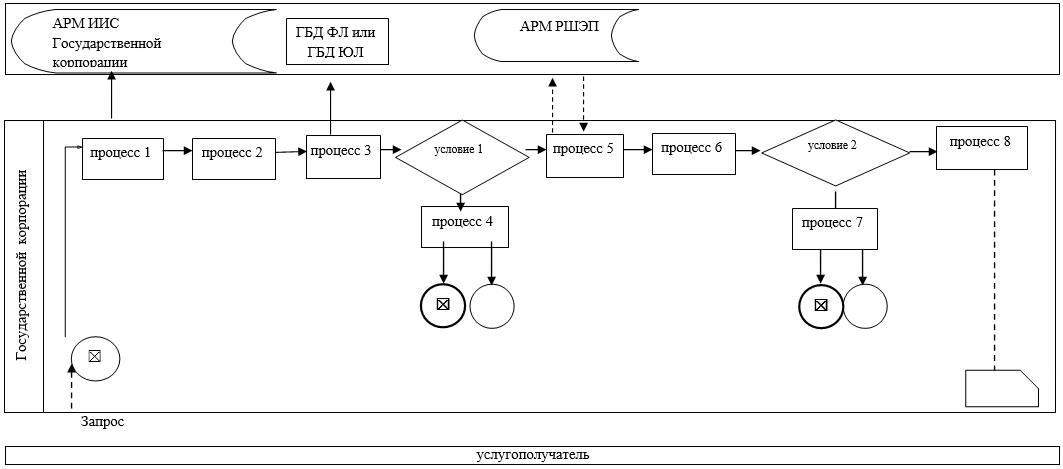 АРМ ИИС
Государственной
корпорации
ГБД ФЛ или
ГБД ЮЛ
АРМ РШЭП
Государственной корпорации
процесс 1
процесс 2
процесс 3
условие 1
процесс 5
процесс 6
условие 2
процесс 8
процесс 4
процесс 7
Запрос
услугополучатель